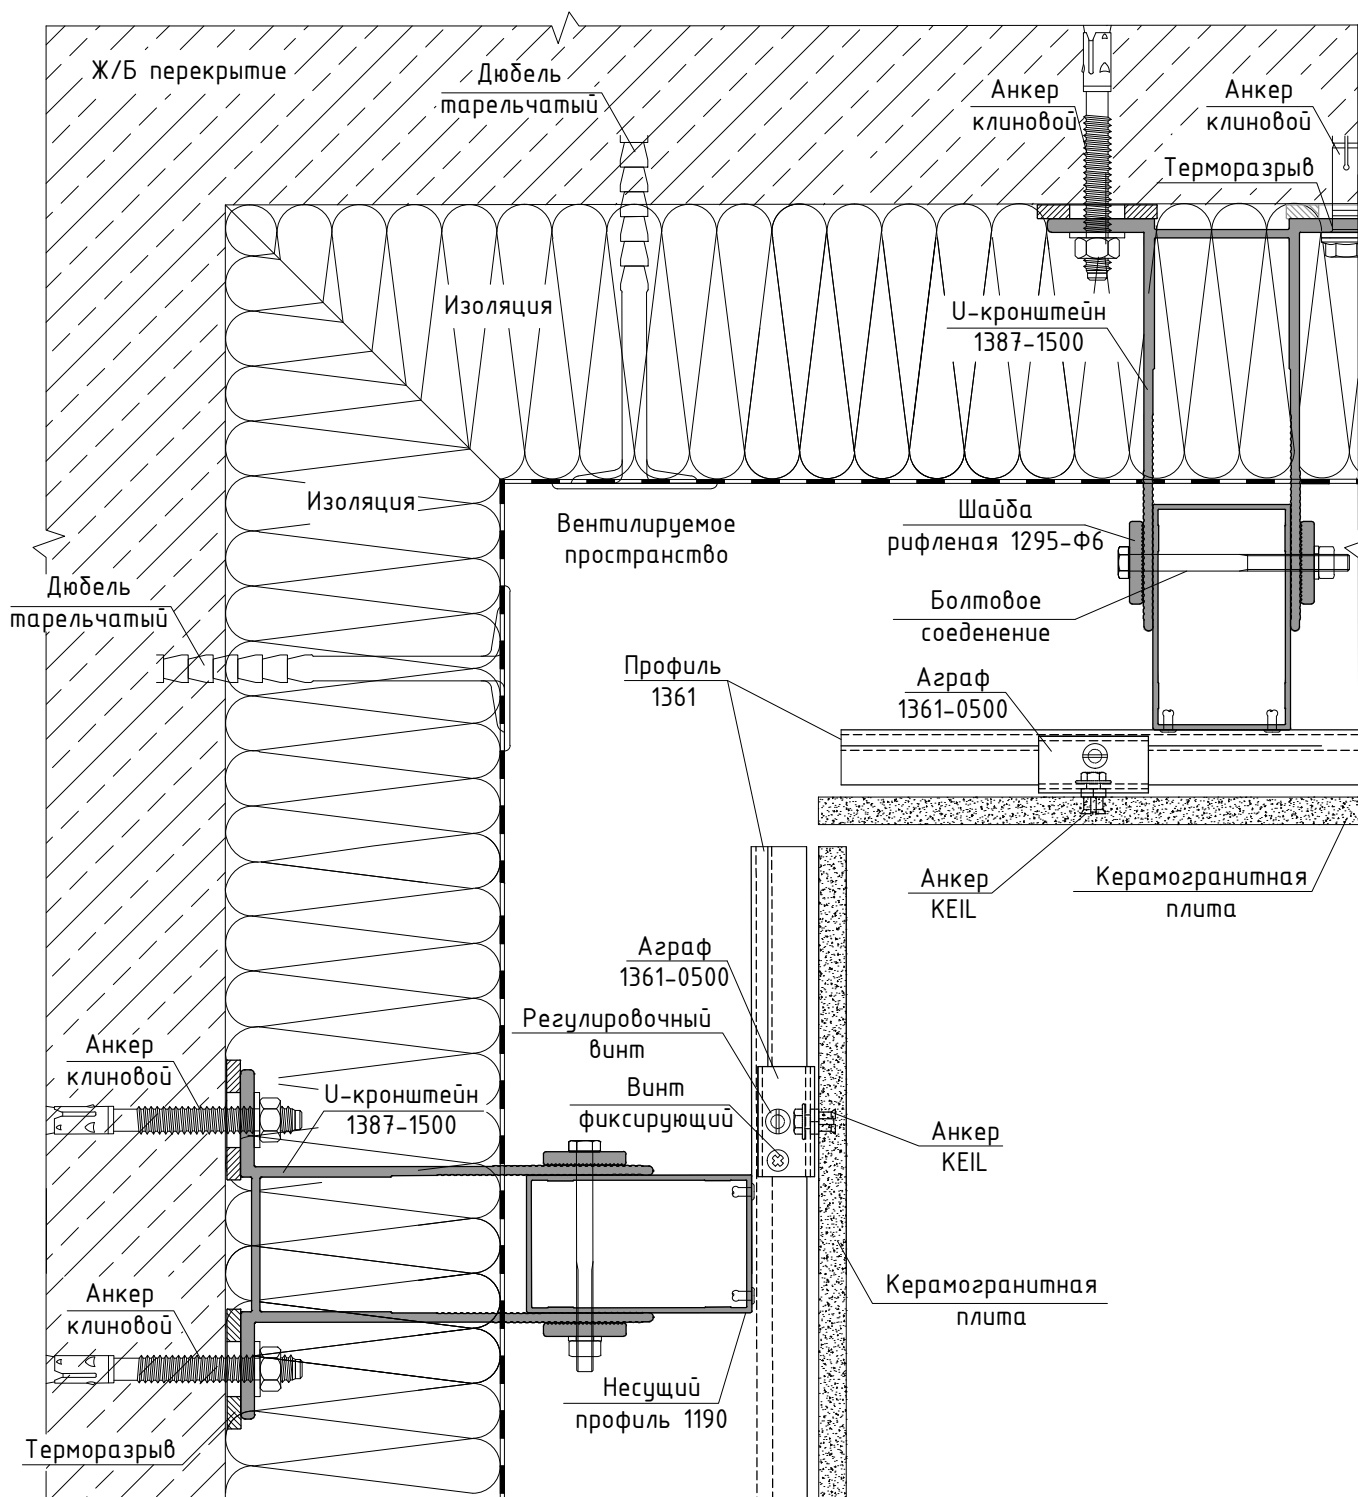 Ж/Б перекрытие
Дюбель
тарельчатый
Анкер
клиновой
Анкер
клиновой
Терморазрыв
Изоляция
U-кронштейн
1387-1500
Изоляция
Вентилируемое
пространство
Шайба
рифленая 1295-Ф6
Дюбель
тарельчатый
Болтовое
соеденение
Профиль
1361
Аграф
1361-0500
Анкер
KEIL
Керамогранитная
плита
Аграф
1361-0500
Регулировочный
винт
Анкер
клиновой
U-кронштейн
1387-1500
Винт
фиксирующий
Анкер
KEIL
Анкер
клиновой
Керамогранитная
плита
Несущий
профиль 1190
Терморазрыв